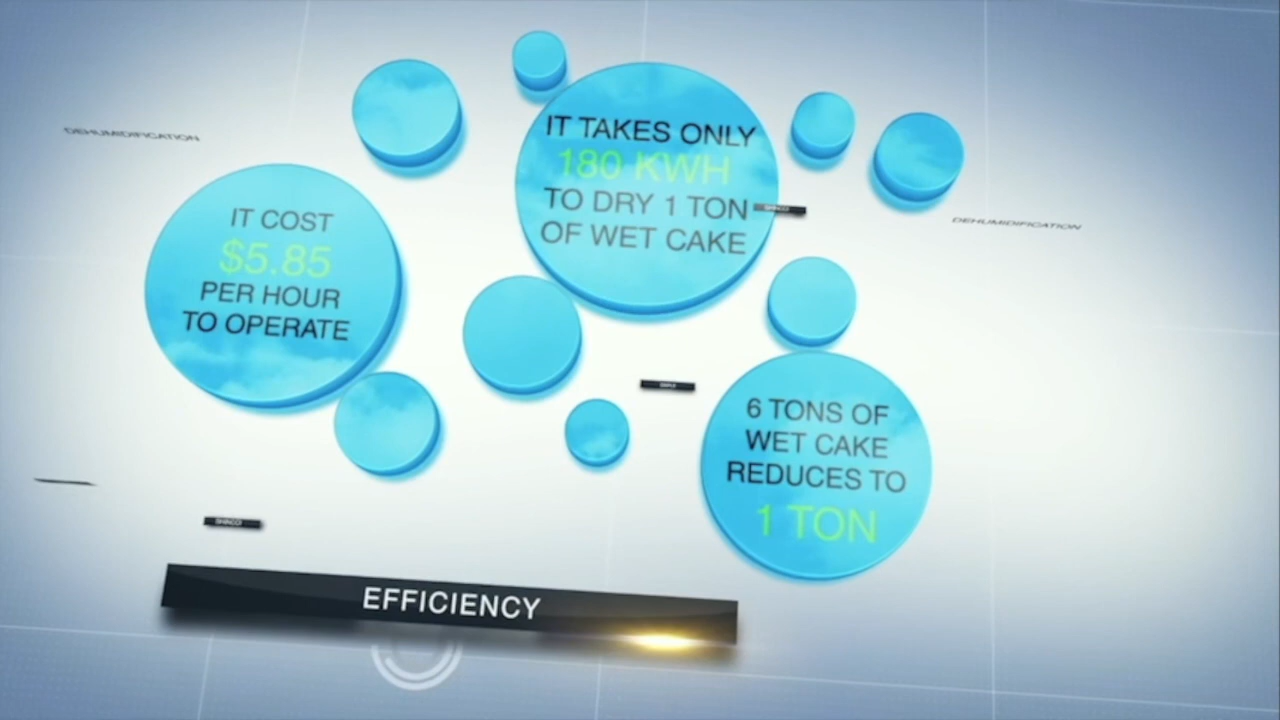 DEHUMIDIFICATION
IT TAKES ONLY
180 KWH
TO DRY 1 TON
OF WET CAKE
DEHUMIDIFICATION
IT COST
$5.85
PER HOUR
TO OPERATE
6 TONS OF
WET CAKE
REDUCES TO
1 TON
EFFICIENCY